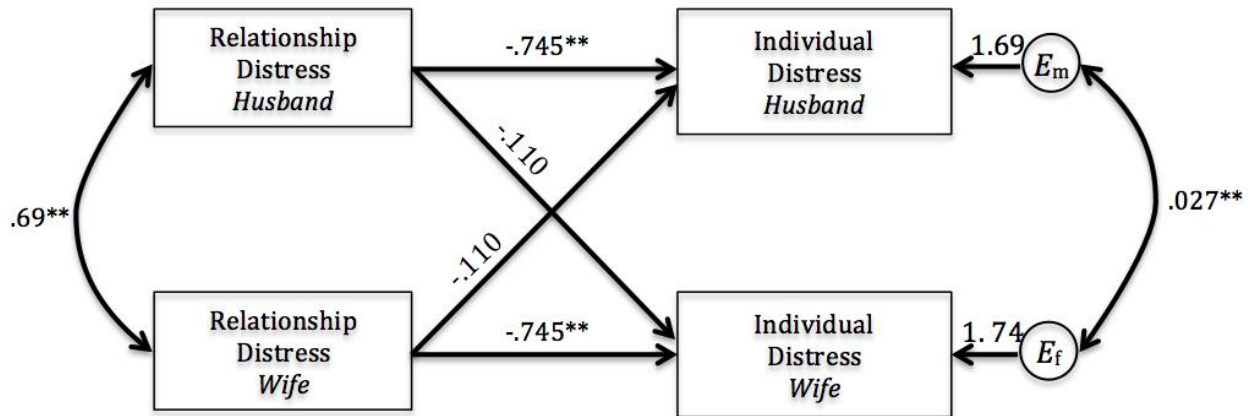 Relationship
Distress
Husband
-.745**
Individual
Distress
Husband
1.69
Em
-.110
.69**
.027**
-.110
Relationship
Distress
Wife
-.745**
Individual
Distress
Wife
1. 74
Ef